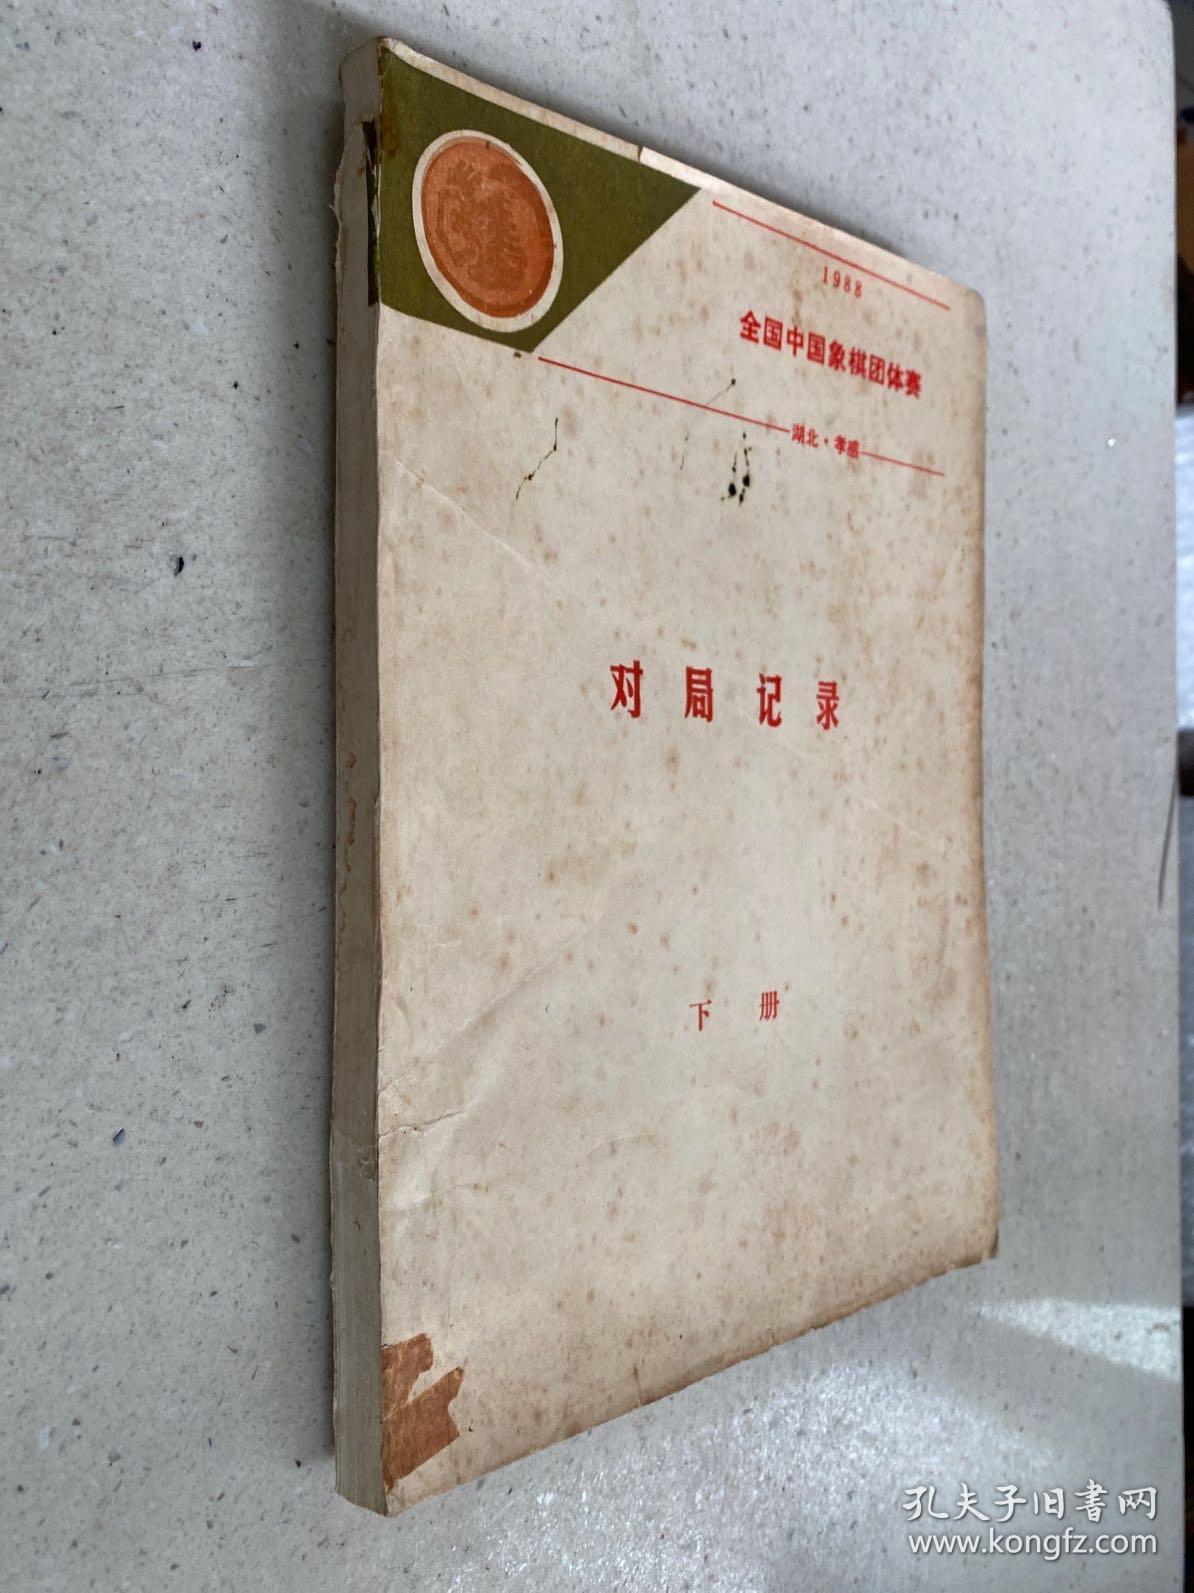 1988
全国中国象棋团体赛
湖北·孝感
对局记录
下册
孔夫子旧书网
www.kongfz.com